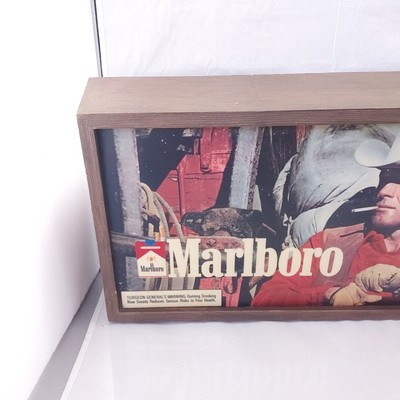 Marlboro
Marlboro
SURGEON GENERAL'S WARNING: Quitting Smoking
Now Greatly Reduces Serious Risks to Your Health.